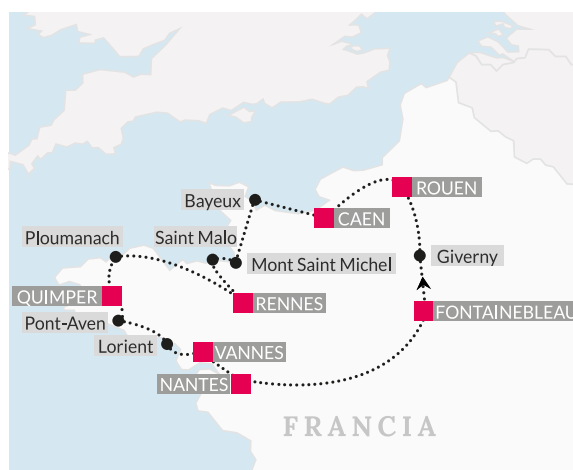 ROUEN
Bayeux
CAEN
Ploumanach
Saint Malo
Giverny
Mont Saint Michel
QUIMPER
RENNES
FONTAINEBLEAU
Pont-Aven
Lorient
VANNES
NANTES
FRANCIA